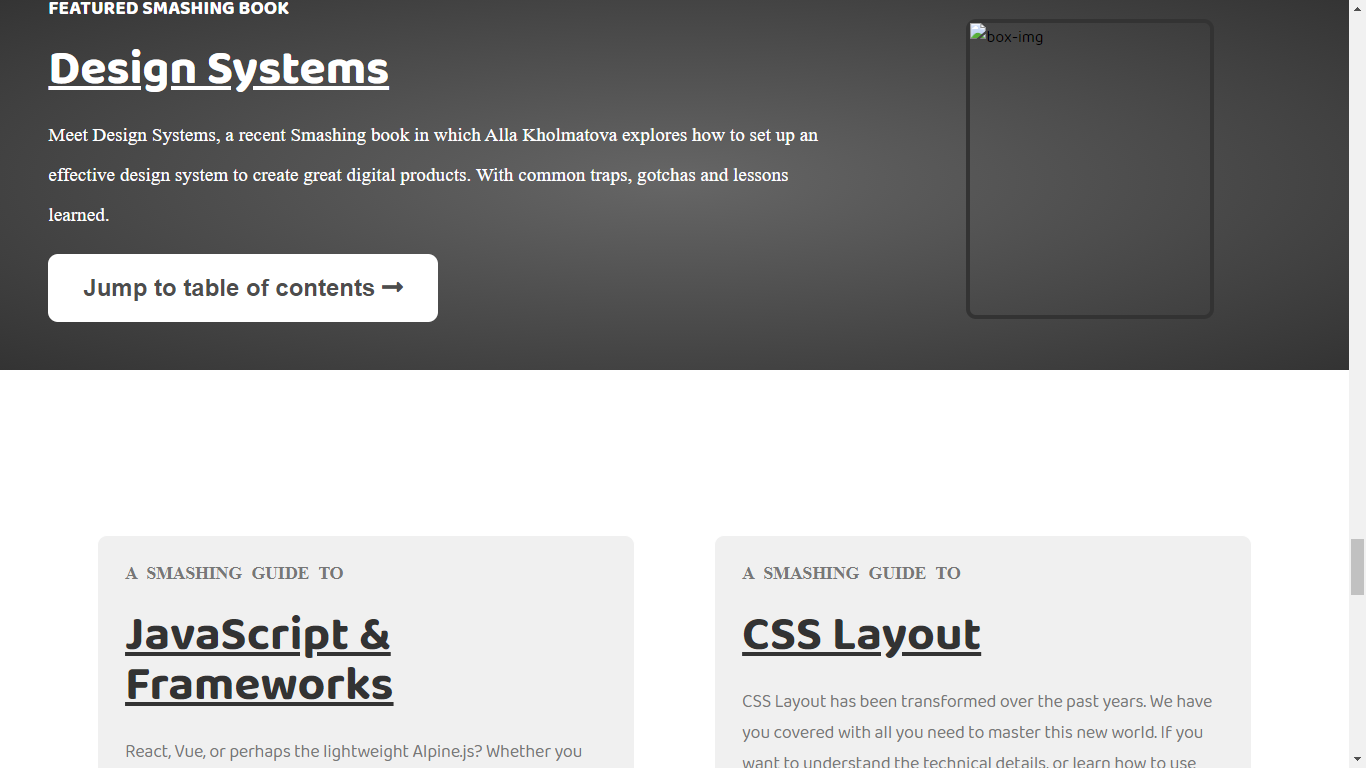 FEATURED SMASHING BOOK
Design Systems
Meet Design Systems, a recent Smashing book in which Alla Kholmatova explores how to set up an
effective design system to create great digital products. With common traps, gotchas and lessons
learned.
Jump to table of contents ➞
box-img
A SMASHING GUIDE TO
JavaScript &
Frameworks
React, Vue, or perhaps the lightweight Alpine.js? Whether you
A SMASHING GUIDE TO
CSS Layout
CSS Layout has been transformed over the past years. We have
you covered with all you need to master this new world. If you
want to understand the technical details, or learn how to use